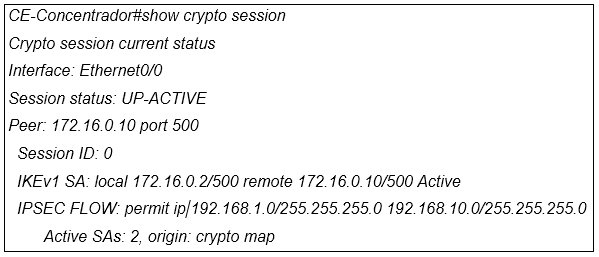 CE-Concentrador#show crypto session
Crypto session current status
Interface: Ethernet0/0
Session status: UP-ACTIVE
Peer: 172.16.0.10 port 500
Session ID: 0
IKEv1 SA: local 172.16.0.2/500 remote 172.16.0.10/500 Active
IPSEC FLOW: permit ip|192.168.1.0/255.255.255.0 192.168.10.0/255.255.255.0
Active SAs: 2, origin: crypto map